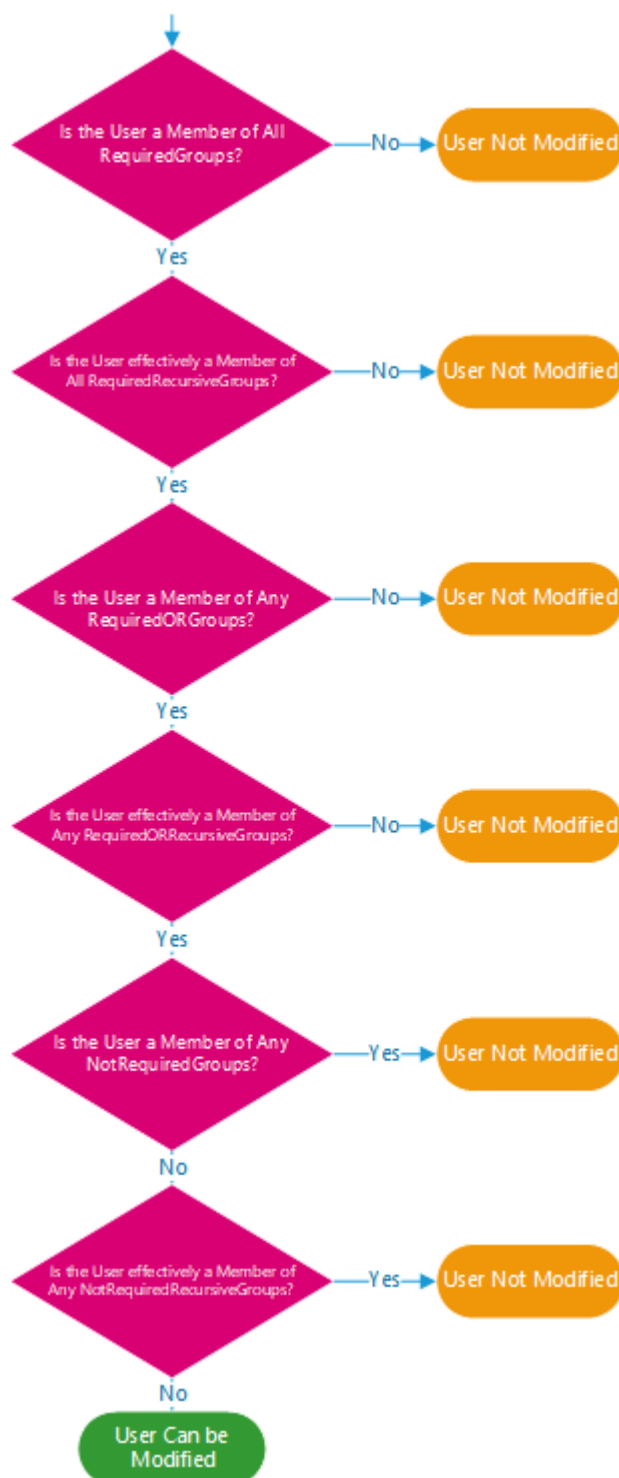 Is the User a Member of All
RequiredGroups?
No
User Not Modified
Yes
Is the User effectively a Member of
All RequiredRecursiveGroups?
No
User Not Modified
Yes
Is the User a Member of Any
RequiredORGroups?
No
User Not Modified
Yes
Is the User effectively a Member of
Any RequiredORRecursiveGroups?
No
User Not Modified
Yes
Is the User a Member of Any
NotRequiredGroups?
Yes
User Not Modified
No
Is the User effectively a Member of
Any NotRequiredRecursiveGroups?
Yes
User Not Modified
No
User Can be
Modified